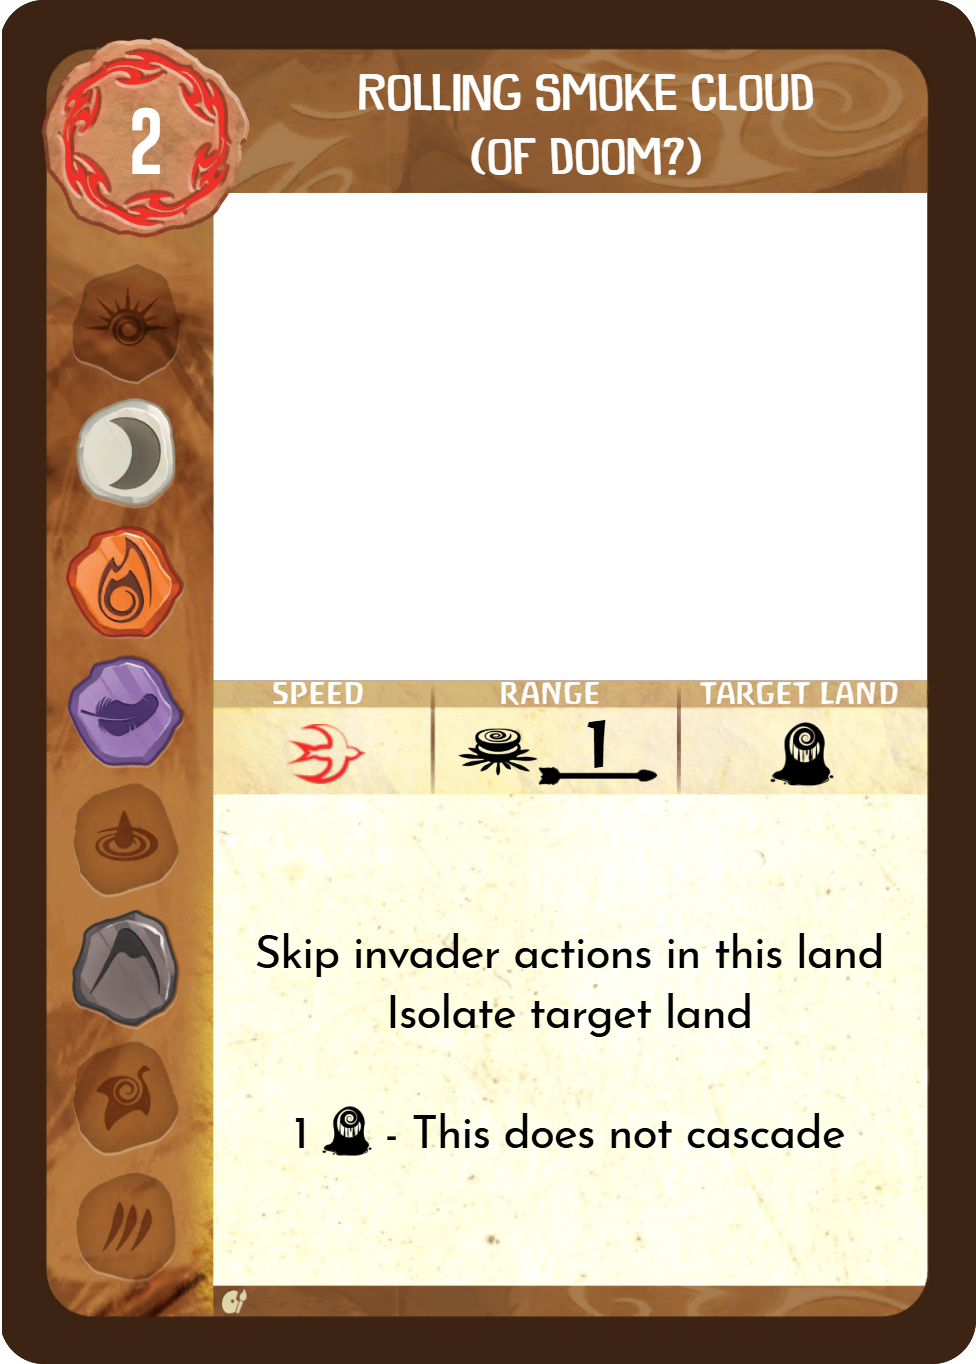 2
ROLLING SMOKE CLOUD
(OF DOOM?)
SPEED RANGE TARGET LAND
1
Skip invader actions in this land
Isolate target land
1 - This does not cascade